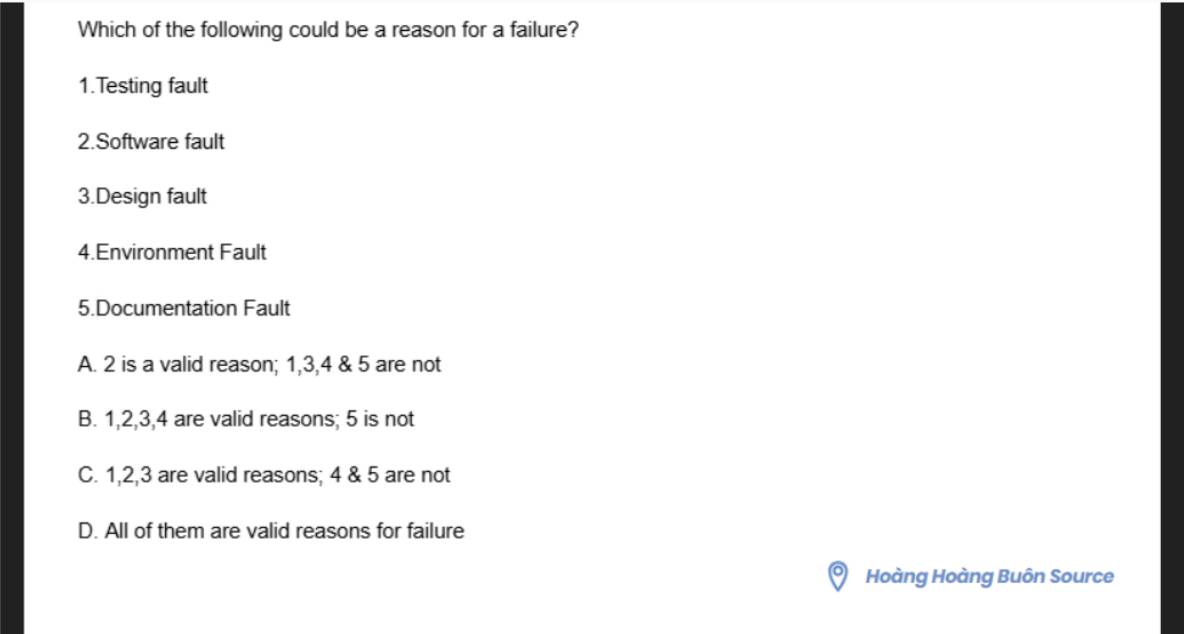 Which of the following could be a reason for a failure?
1.Testing fault
2.Software fault
3.Design fault
4.Environment Fault
5.Documentation Fault
A. 2 is a valid reason; 1,3,4 & 5 are not
B. 1,2,3,4 are valid reasons; 5 is not
C. 1,2,3 are valid reasons; 4 & 5 are not
D. All of them are valid reasons for failure
Hoàng Hoàng Buôn Source